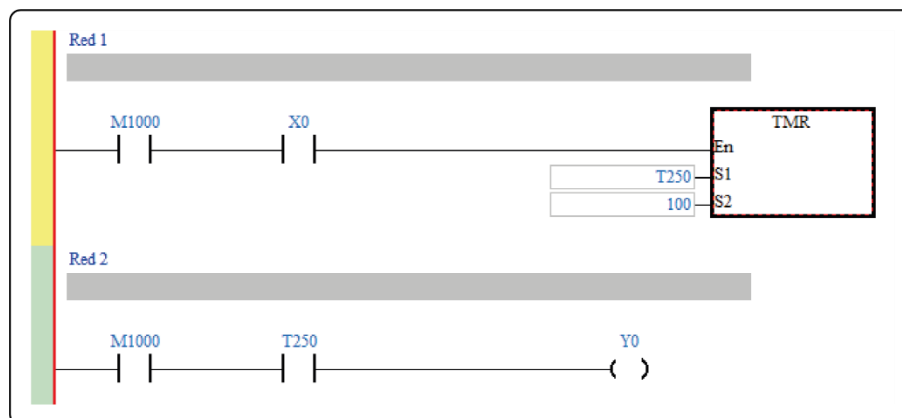 Red 1
M1000 X0 TMR
En
T250 S1
100 S2
Red 2
M1000 T250 Y0